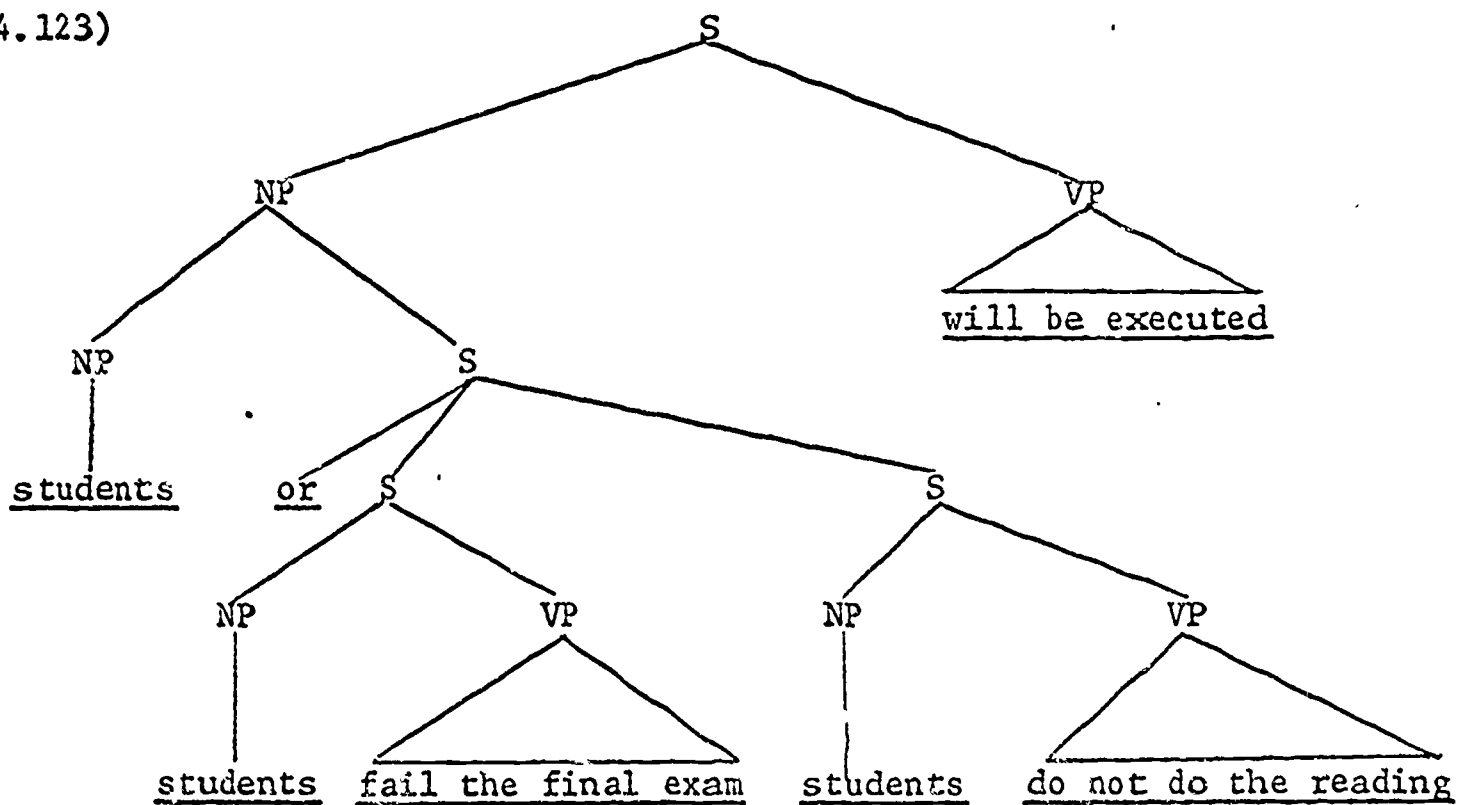 4.123)
S
NP VP
will be executed
NP S
students or S S
NP VP NP VP
students fail the final exam students do not do the reading